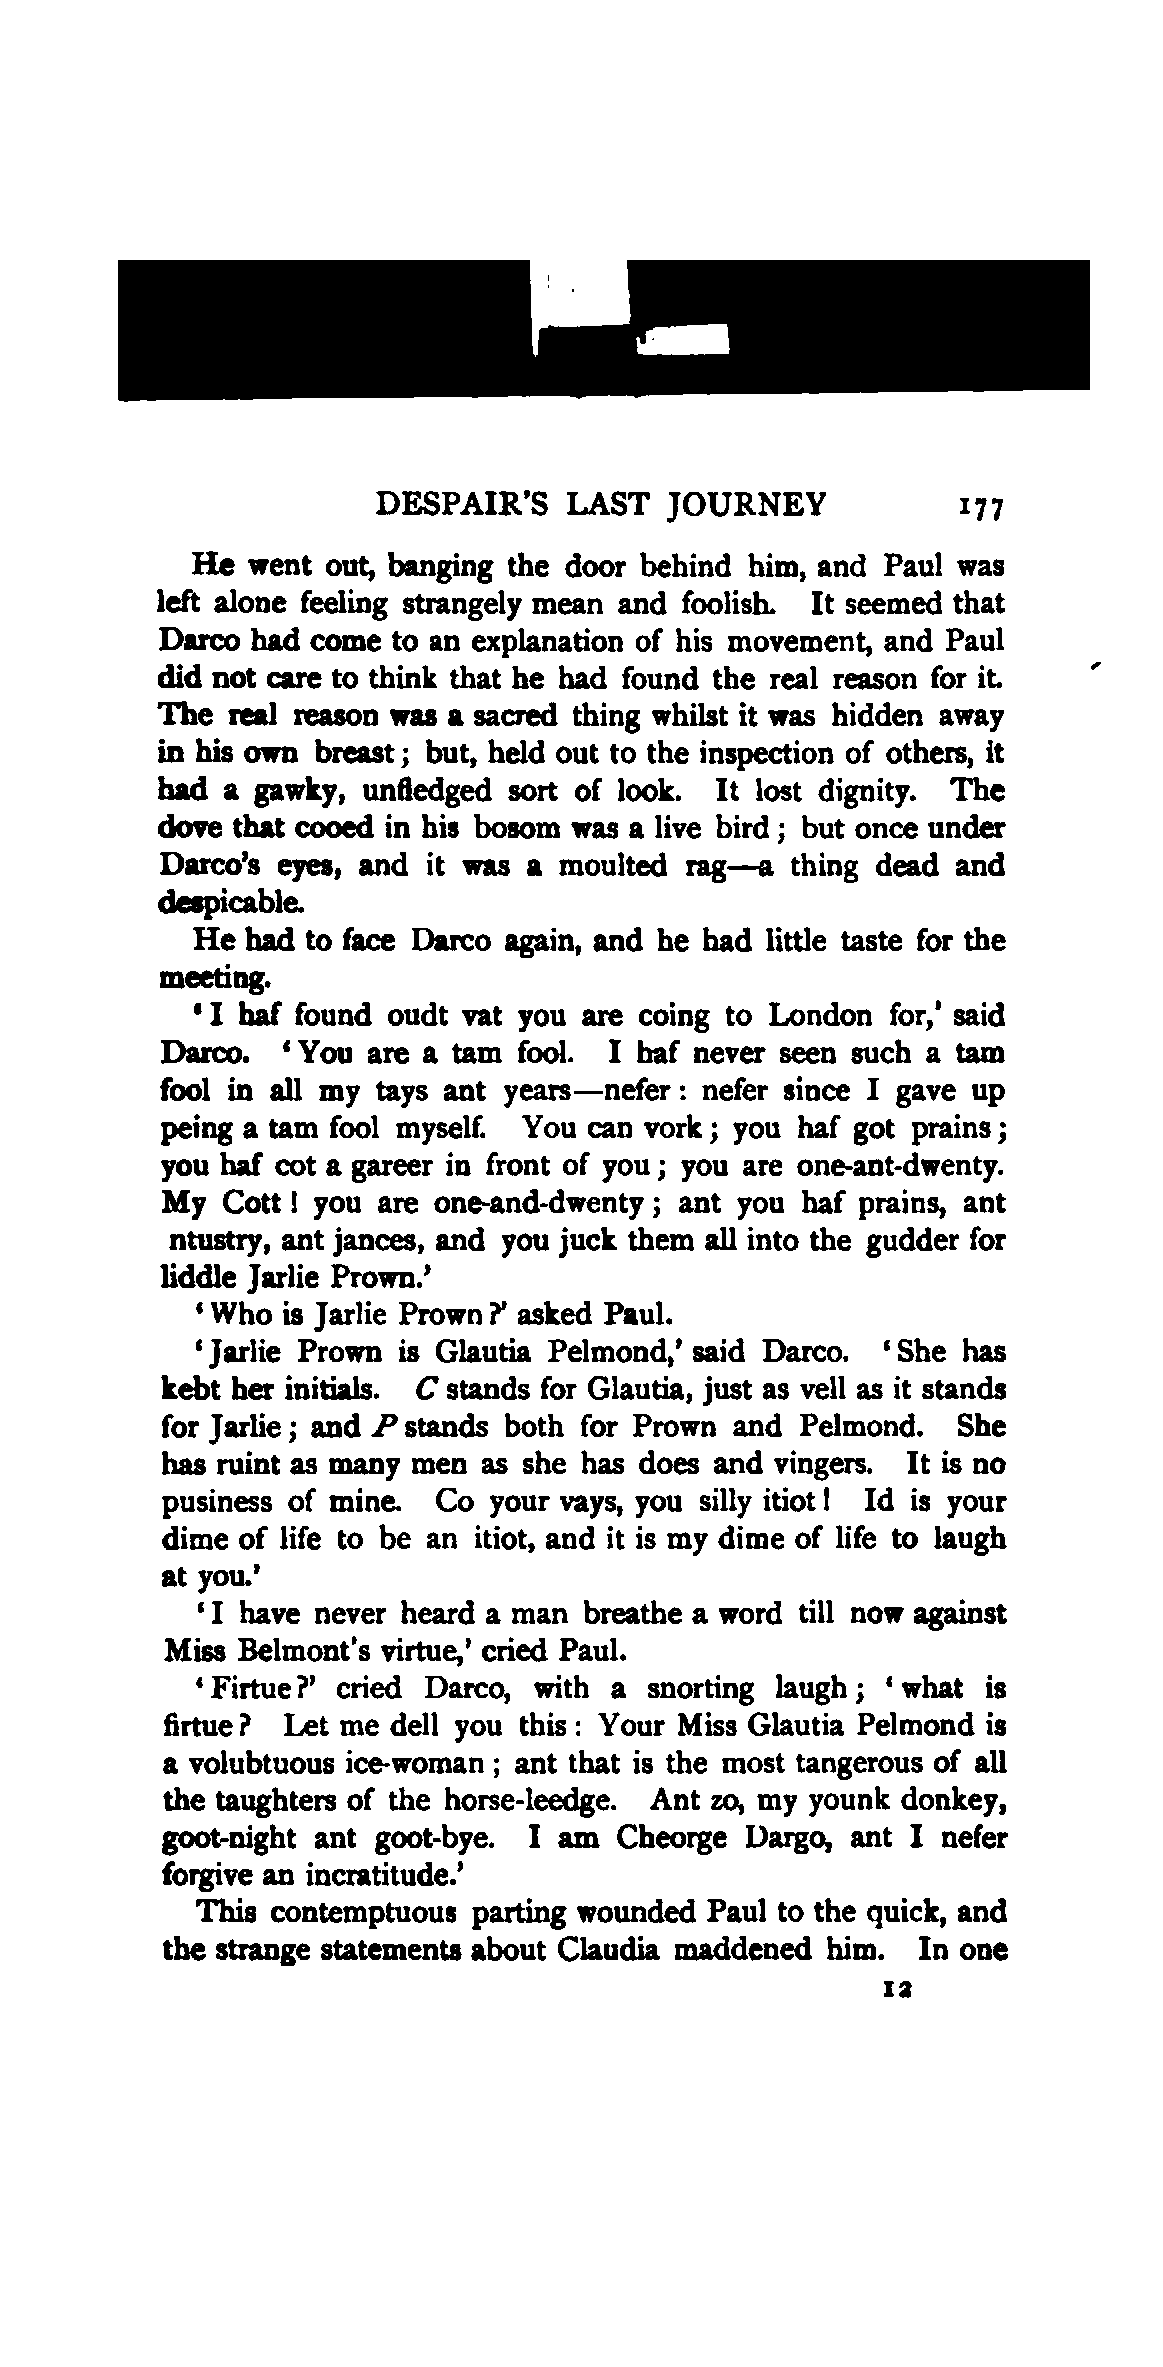 DESPAIR'S LAST JOURNEY 177
He went out, banging the door behind him, and Paul was
left alone feeling strangely mean and foolish. It seemed that
Darco had come to an explanation of his movement, and Paul
did not care to think that he had found the real reason for it.
The real reason was a sacred thing whilst it was hidden away
in his own breast; but, held out to the inspection of others, it
had a gawky, unfledged sort of look. It lost dignity. The
dove that cooed in his bosom was a live bird; but once under
Darco's eyes, and it was a moulted rag—a thing dead and
despicable.
He had to face Darco again, and he had little taste for the
meeting.
'I haf found oudt vat you are coing to London for,' said
Darco. 'You are a tam fool. I haf never seen such a tam
fool in all my tays ant years—nefer: nefer since I gave up
peing a tam fool myself. You can vork; you haf got prains;
you haf cot a gareer in front of you; you are one-ant-dwenty.
My Cott! you are one-and-dwenty; ant you haf prains, ant
ntustry, ant jances, and you juck them all into the gudder for
liddle Jarlie Prown.'
'Who is Jarlie Prown?' asked Paul.
'Jarlie Prown is Glautia Pelmond,' said Darco. 'She has
kebt her initials. C stands for Glautia, just as vell as it stands
for Jarlie; and P stands both for Prown and Pelmond. She
has ruint as many men as she has does and vingers. It is no
pusiness of mine. Co your vays, you silly itiot! Id is your
dime of life to be an itiot, and it is my dime of life to laugh
at you.'
'I have never heard a man breathe a word till now against
Miss Belmont's virtue,' cried Paul.
'Firtue?' cried Darco, with a snorting laugh; 'what is
firtue? Let me dell you this: Your Miss Glautia Pelmond is
a volubtuous ice-woman; ant that is the most tangerous of all
the taughters of the horse-leedge. Ant zo, my younk donkey,
goot-night ant goot-bye. I am Cheorge Dargo, ant I nefer
forgive an incratitude.'
This contemptuous parting wounded Paul to the quick, and
the strange statements about Claudia maddened him. In one
12